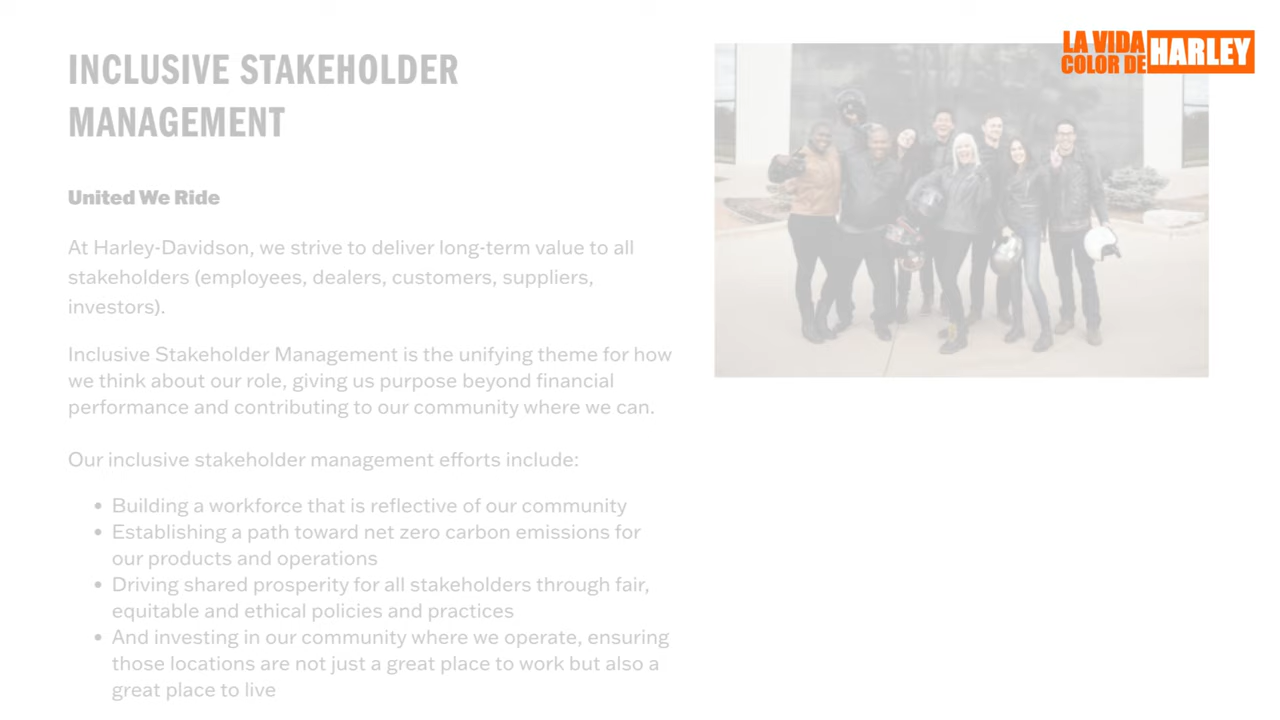 INCLUSIVE STAKEHOLDER
MANAGEMENT
United We Ride
At Harley-Davidson, we strive to deliver long-term value to all
stakeholders (employees, dealers, customers, suppliers,
investors).
Inclusive Stakeholder Management is the unifying theme for how
we think about our role, giving us purpose beyond financial
performance and contributing to our community where we can.
Our inclusive stakeholder management efforts include:
• Building a workforce that is reflective of our community
• Establishing a path toward net zero carbon emissions for
our products and operations
• Driving shared prosperity for all stakeholders through fair,
equitable and ethical policies and practices
• And investing in our community where we operate, ensuring
those locations are not just a great place to work but also a
great place to live
LA VIDA
COLOR DE HARLEY